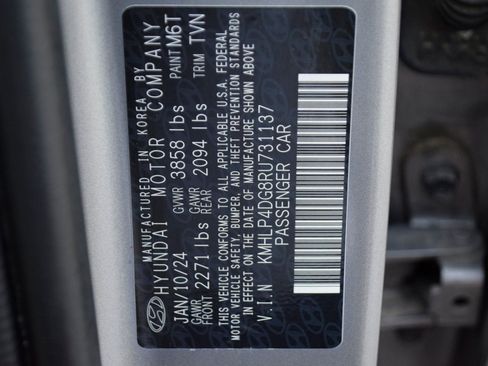 MANUFACTURED IN KOREA BY
HYUNDAI MOTOR COMPANY
JAN/10/24 GVWR 3858 lbs PAINT M6T
GAWR FRONT 2271 lbs GAWR REAR 2094 lbs TRIM TVN
THIS VEHICLE CONFORMS TO ALL APPLICABLE U.S.A. FEDERAL
MOTOR VEHICLE SAFETY, BUMPER, AND THEFT PREVENTION STANDARDS
IN EFFECT ON THE DATE OF MANUFACTURE SHOWN ABOVE
V.I.N KMHLP4DG8RU731137
PASSENGER CAR